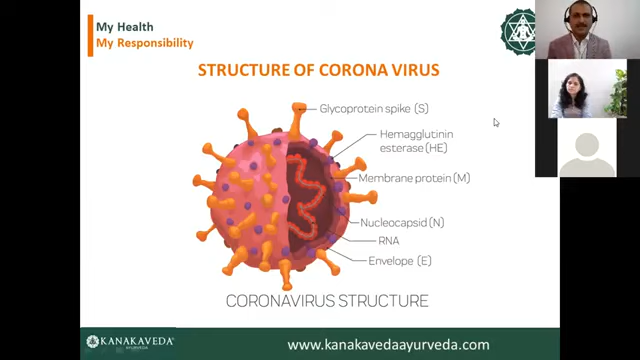 My Health
My Responsibility
STRUCTURE OF CORONA VIRUS
Glycoprotein spike (S)
Hemagglutinin
esterase (HE)
Membrane protein (M)
Nucleocapsid (N)
RNA
Envelope (E)
CORONAVIRUS STRUCTURE
KANAKAVEDA
AYURVEDA
www.kanakavedaayurveda.com